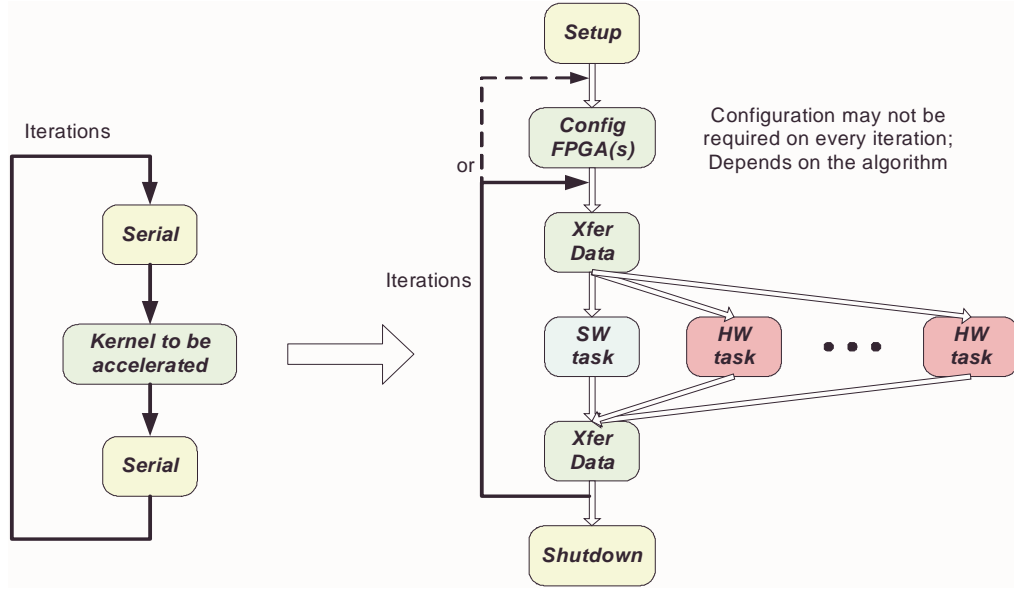 Iterations
Serial
Kernel to be
accelerated
Serial
Setup
Config
FPGA(s)
Configuration may not be
required on every iteration;
Depends on the algorithm
or
Xfer
Data
Iterations
SW
task
HW
task
HW
task
Xfer
Data
Shutdown